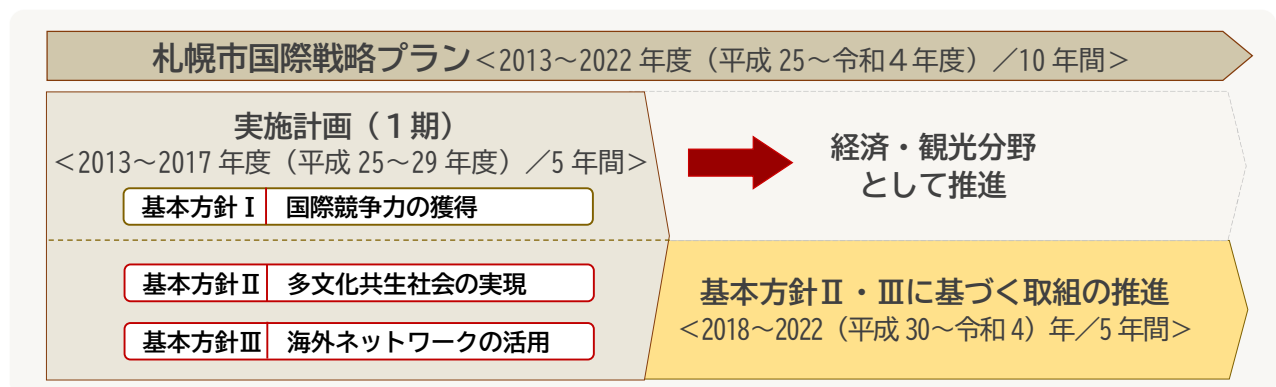 札幌市国際戦略プラン＜2013～2022 年度（平成 25～令和４年度）／10 年間＞
実施計画（１期）
＜2013～2017 年度（平成 25～29 年度）／5 年間＞
基本方針Ⅰ 国際競争力の獲得
経済・観光分野
として推進
基本方針Ⅱ 多文化共生社会の実現
基本方針Ⅲ 海外ネットワークの活用
基本方針Ⅱ・Ⅲに基づく取組の推進
＜2018～2022（平成 30～令和 4）年／5 年間＞